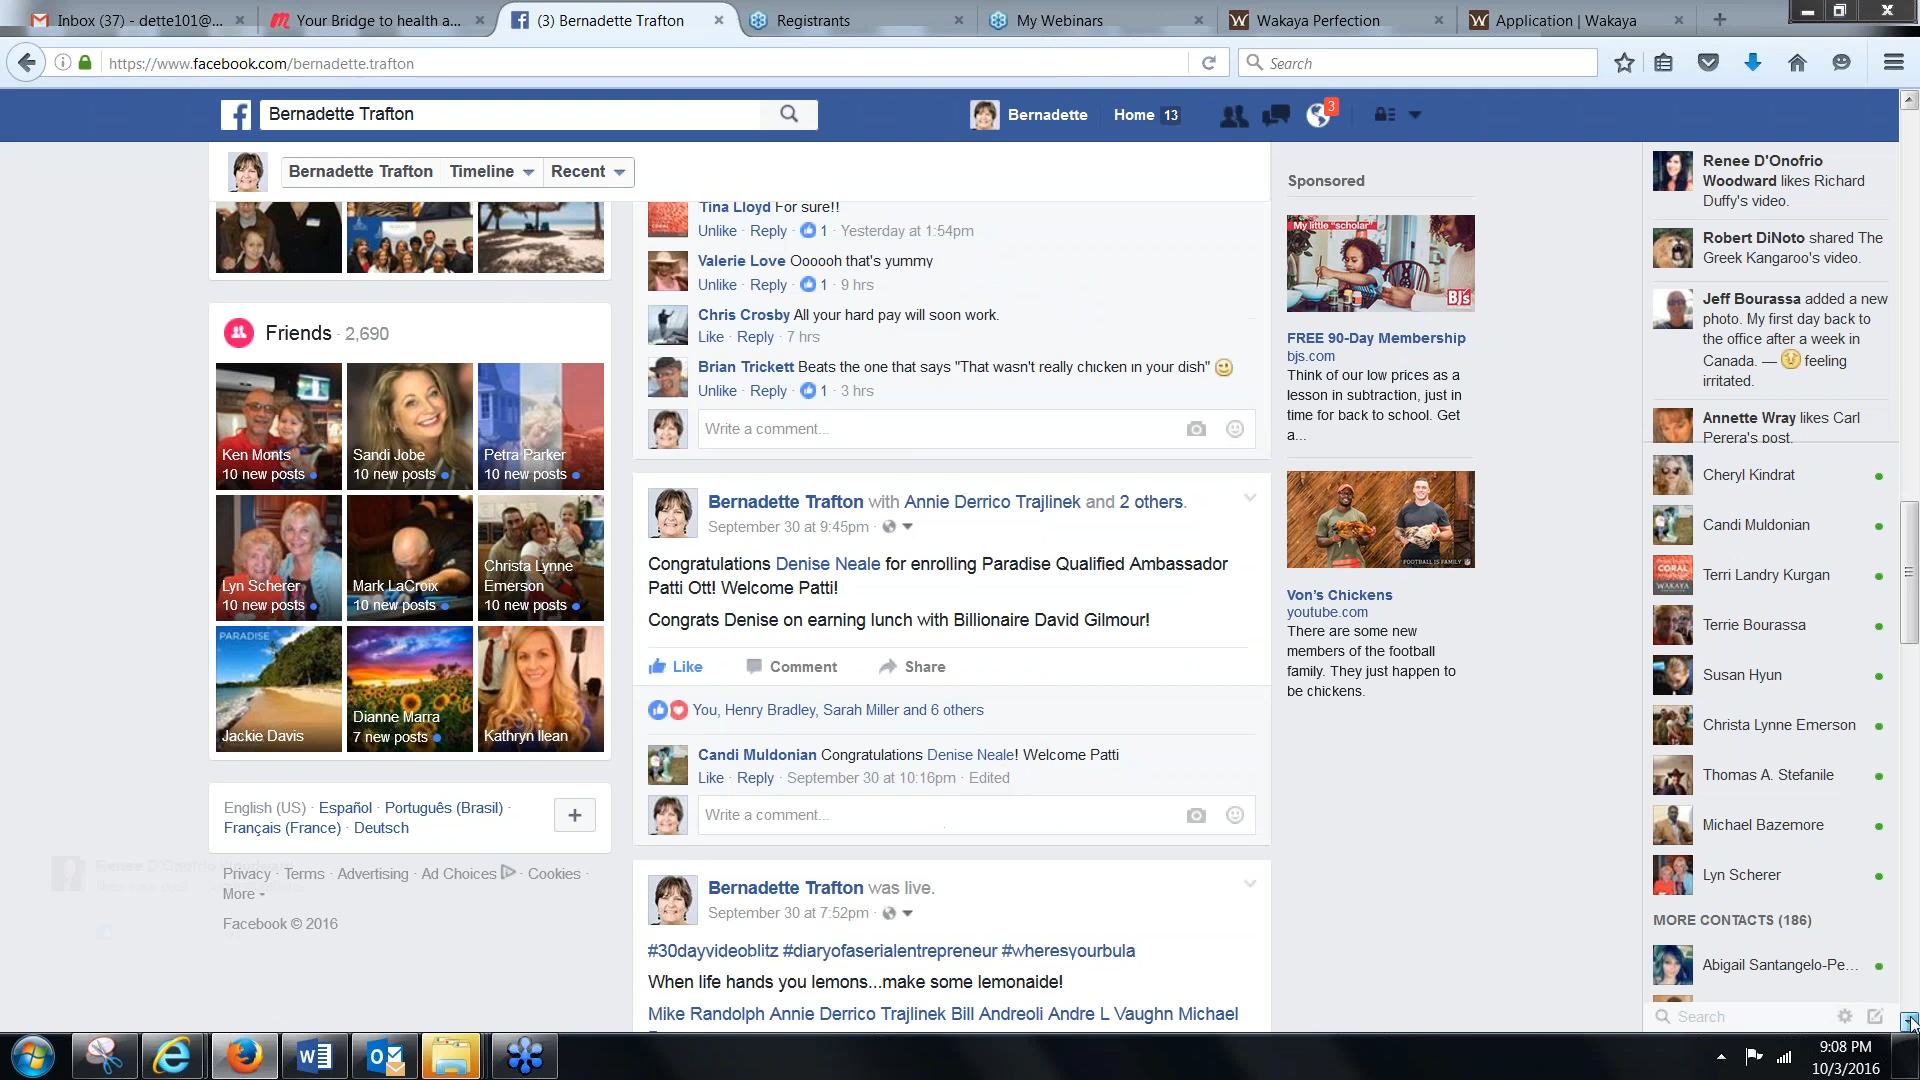 Inbox (37) - dette101@...
Your Bridge to health a...
(3) Bernadette Trafton
Registrants
My Webinars
Wakaya Perfection
Application | Wakaya
https://www.facebook.com/bernadette.trafton
Search
Bernadette Trafton
Bernadette
Home 13
3
Bernadette Trafton
Timeline
Recent
Friends · 2,690
Ken Monts
10 new posts
Sandi Jobe
10 new posts
Petra Parker
10 new posts
Lyn Scherer
10 new posts
Mark LaCroix
10 new posts
Christa Lynne
Emerson
10 new posts
PARADISE
Jackie Davis
Dianne Marra
7 new posts
Kathryn Ilean
English (US) · Español · Português (Brasil) ·
Français (France) · Deutsch
+
Privacy · Terms · Advertising · Ad Choices · Cookies ·
More
Facebook © 2016
Tina Lloyd For sure!!
Unlike · Reply · 1 · Yesterday at 1:54pm
Valerie Love Oooooh that's yummy
Unlike · Reply · 1 · 9 hrs
Chris Crosby All your hard pay will soon work.
Like · Reply · 7 hrs
Brian Trickett Beats the one that says "That wasn't really chicken in your dish"
Unlike · Reply · 1 · 3 hrs
Write a comment...
Bernadette Trafton with Annie Derrico Trajlinek and 2 others.
September 30 at 9:45pm ·
Congratulations Denise Neale for enrolling Paradise Qualified Ambassador
Patti Ott! Welcome Patti!
Congrats Denise on earning lunch with Billionaire David Gilmour!
Like Comment Share
You, Henry Bradley, Sarah Miller and 6 others
Candi Muldonian Congratulations Denise Neale! Welcome Patti
Like · Reply · September 30 at 10:16pm · Edited
Write a comment...
Bernadette Trafton was live.
September 30 at 7:52pm ·
#30dayvideoblitz #diaryofaserialentrepreneur #wheresyourbula
When life hands you lemons...make some lemonaide!
Mike Randolph Annie Derrico Trajlinek Bill Andreoli Andre L Vaughn Michael
Sponsored
My little "scholar"
BJs
FREE 90-Day Membership
bjs.com
Think of our low prices as a
lesson in subtraction, just in
time for back to school. Get
a...
FOOTBALL IS FAMILY
Von's Chickens
youtube.com
There are some new
members of the football
family. They just happen to
be chickens.
Renee D'Onofrio
Woodward likes Richard
Duffy's video.
Robert DiNoto shared The
Greek Kangaroo's video.
Jeff Bourassa added a new
photo. My first day back to
the office after a week in
Canada. — feeling
irritated.
Annette Wray likes Carl
Perera's post.
Cheryl Kindrat
Candi Muldonian
CORAL
WAKAYA
Terri Landry Kurgan
Terrie Bourassa
Susan Hyun
Christa Lynne Emerson
Thomas A. Stefanile
Michael Bazemore
Lyn Scherer
MORE CONTACTS (186)
Abigail Santangelo-Pe...
Search
9:08 PM
10/3/2016